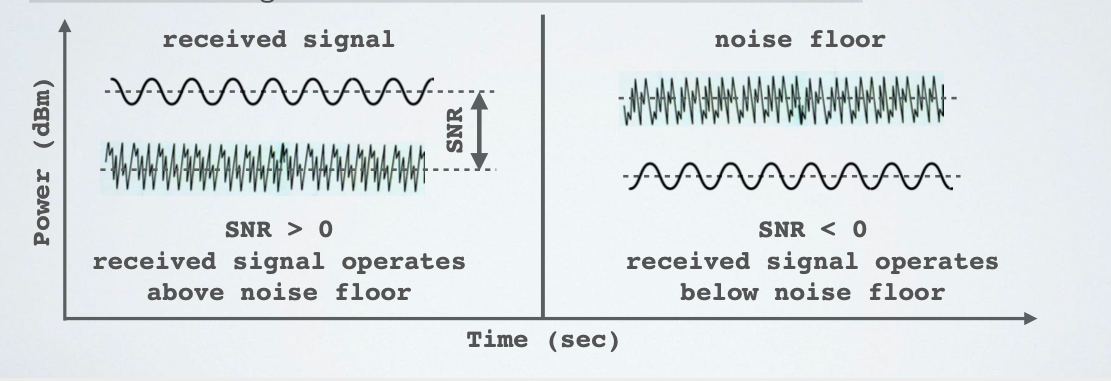 received signal
noise floor
Power (dBm)
SNR
SNR > 0
received signal operates
above noise floor
SNR < 0
received signal operates
below noise floor
Time (sec)